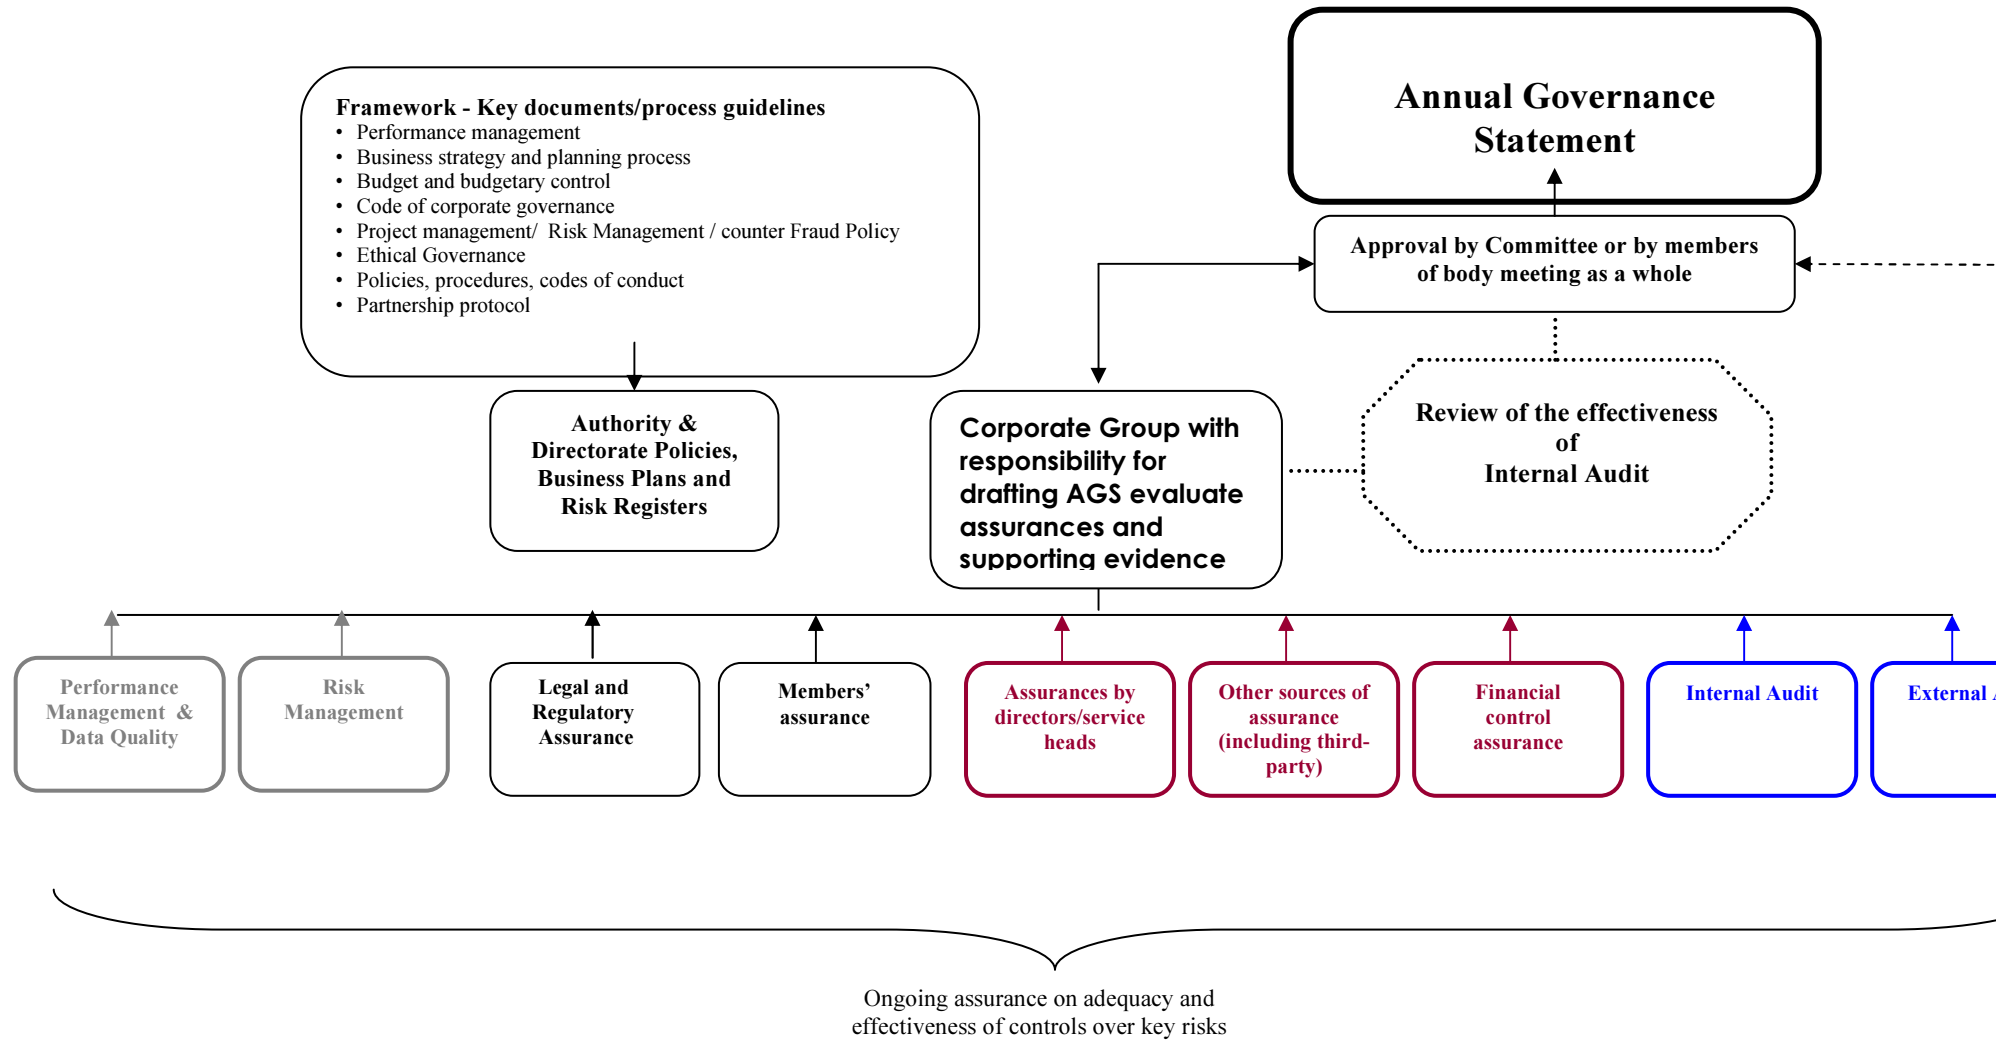 Annual Governance
Statement
Framework - Key documents/process guidelines
• Performance management
• Business strategy and planning process
• Budget and budgetary control
• Code of corporate governance
• Project management/ Risk Management / counter Fraud Policy
• Ethical Governance
• Policies, procedures, codes of conduct
• Partnership protocol
Approval by Committee or by members
of body meeting as a whole
Authority &
Directorate Policies,
Business Plans and
Risk Registers
Corporate Group with
responsibility for
drafting AGS evaluate
assurances and
supporting evidence
Review of the effectiveness
of
Internal Audit
Performance
Management &
Data Quality
Risk
Management
Legal and
Regulatory
Assurance
Members’
assurance
Assurances by
directors/service
heads
Other sources of
assurance
(including third-
party)
Financial
control
assurance
Internal Audit
External
Ongoing assurance on adequacy and
effectiveness of controls over key risks